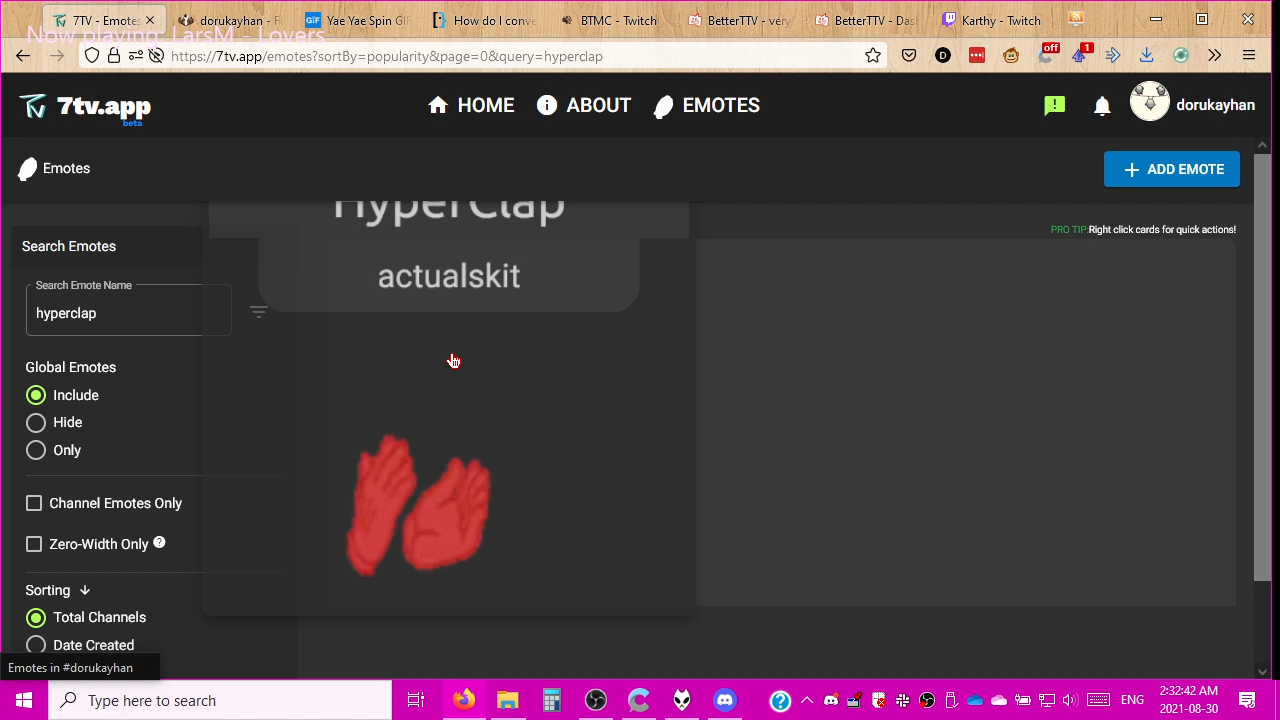 7TV - Emotes
dorukayhan - F
Yae Yae Spin GIF
How do I conve
BTMC - Twitch
BetterTTV — very
BetterTTV — Das
Karthy - Twitch
Now playing: LarsM - Lovers
https://7tv.app/emotes?sortBy=popularity&page=0&query=hyperclap
off
1
7tv.app
beta
HOME
ABOUT
EMOTES
dorukayhan
Emotes
ADD EMOTE
HyperClap
PRO TIP: Right click cards for quick actions!
actualskit
Search Emotes
Search Emote Name
hyperclap
Global Emotes
Include
Hide
Only
Channel Emotes Only
Zero-Width Only
Sorting
Total Channels
Date Created
Emotes in #dorukayhan
Type here to search
ENG
2:32:42 AM
2021-08-30